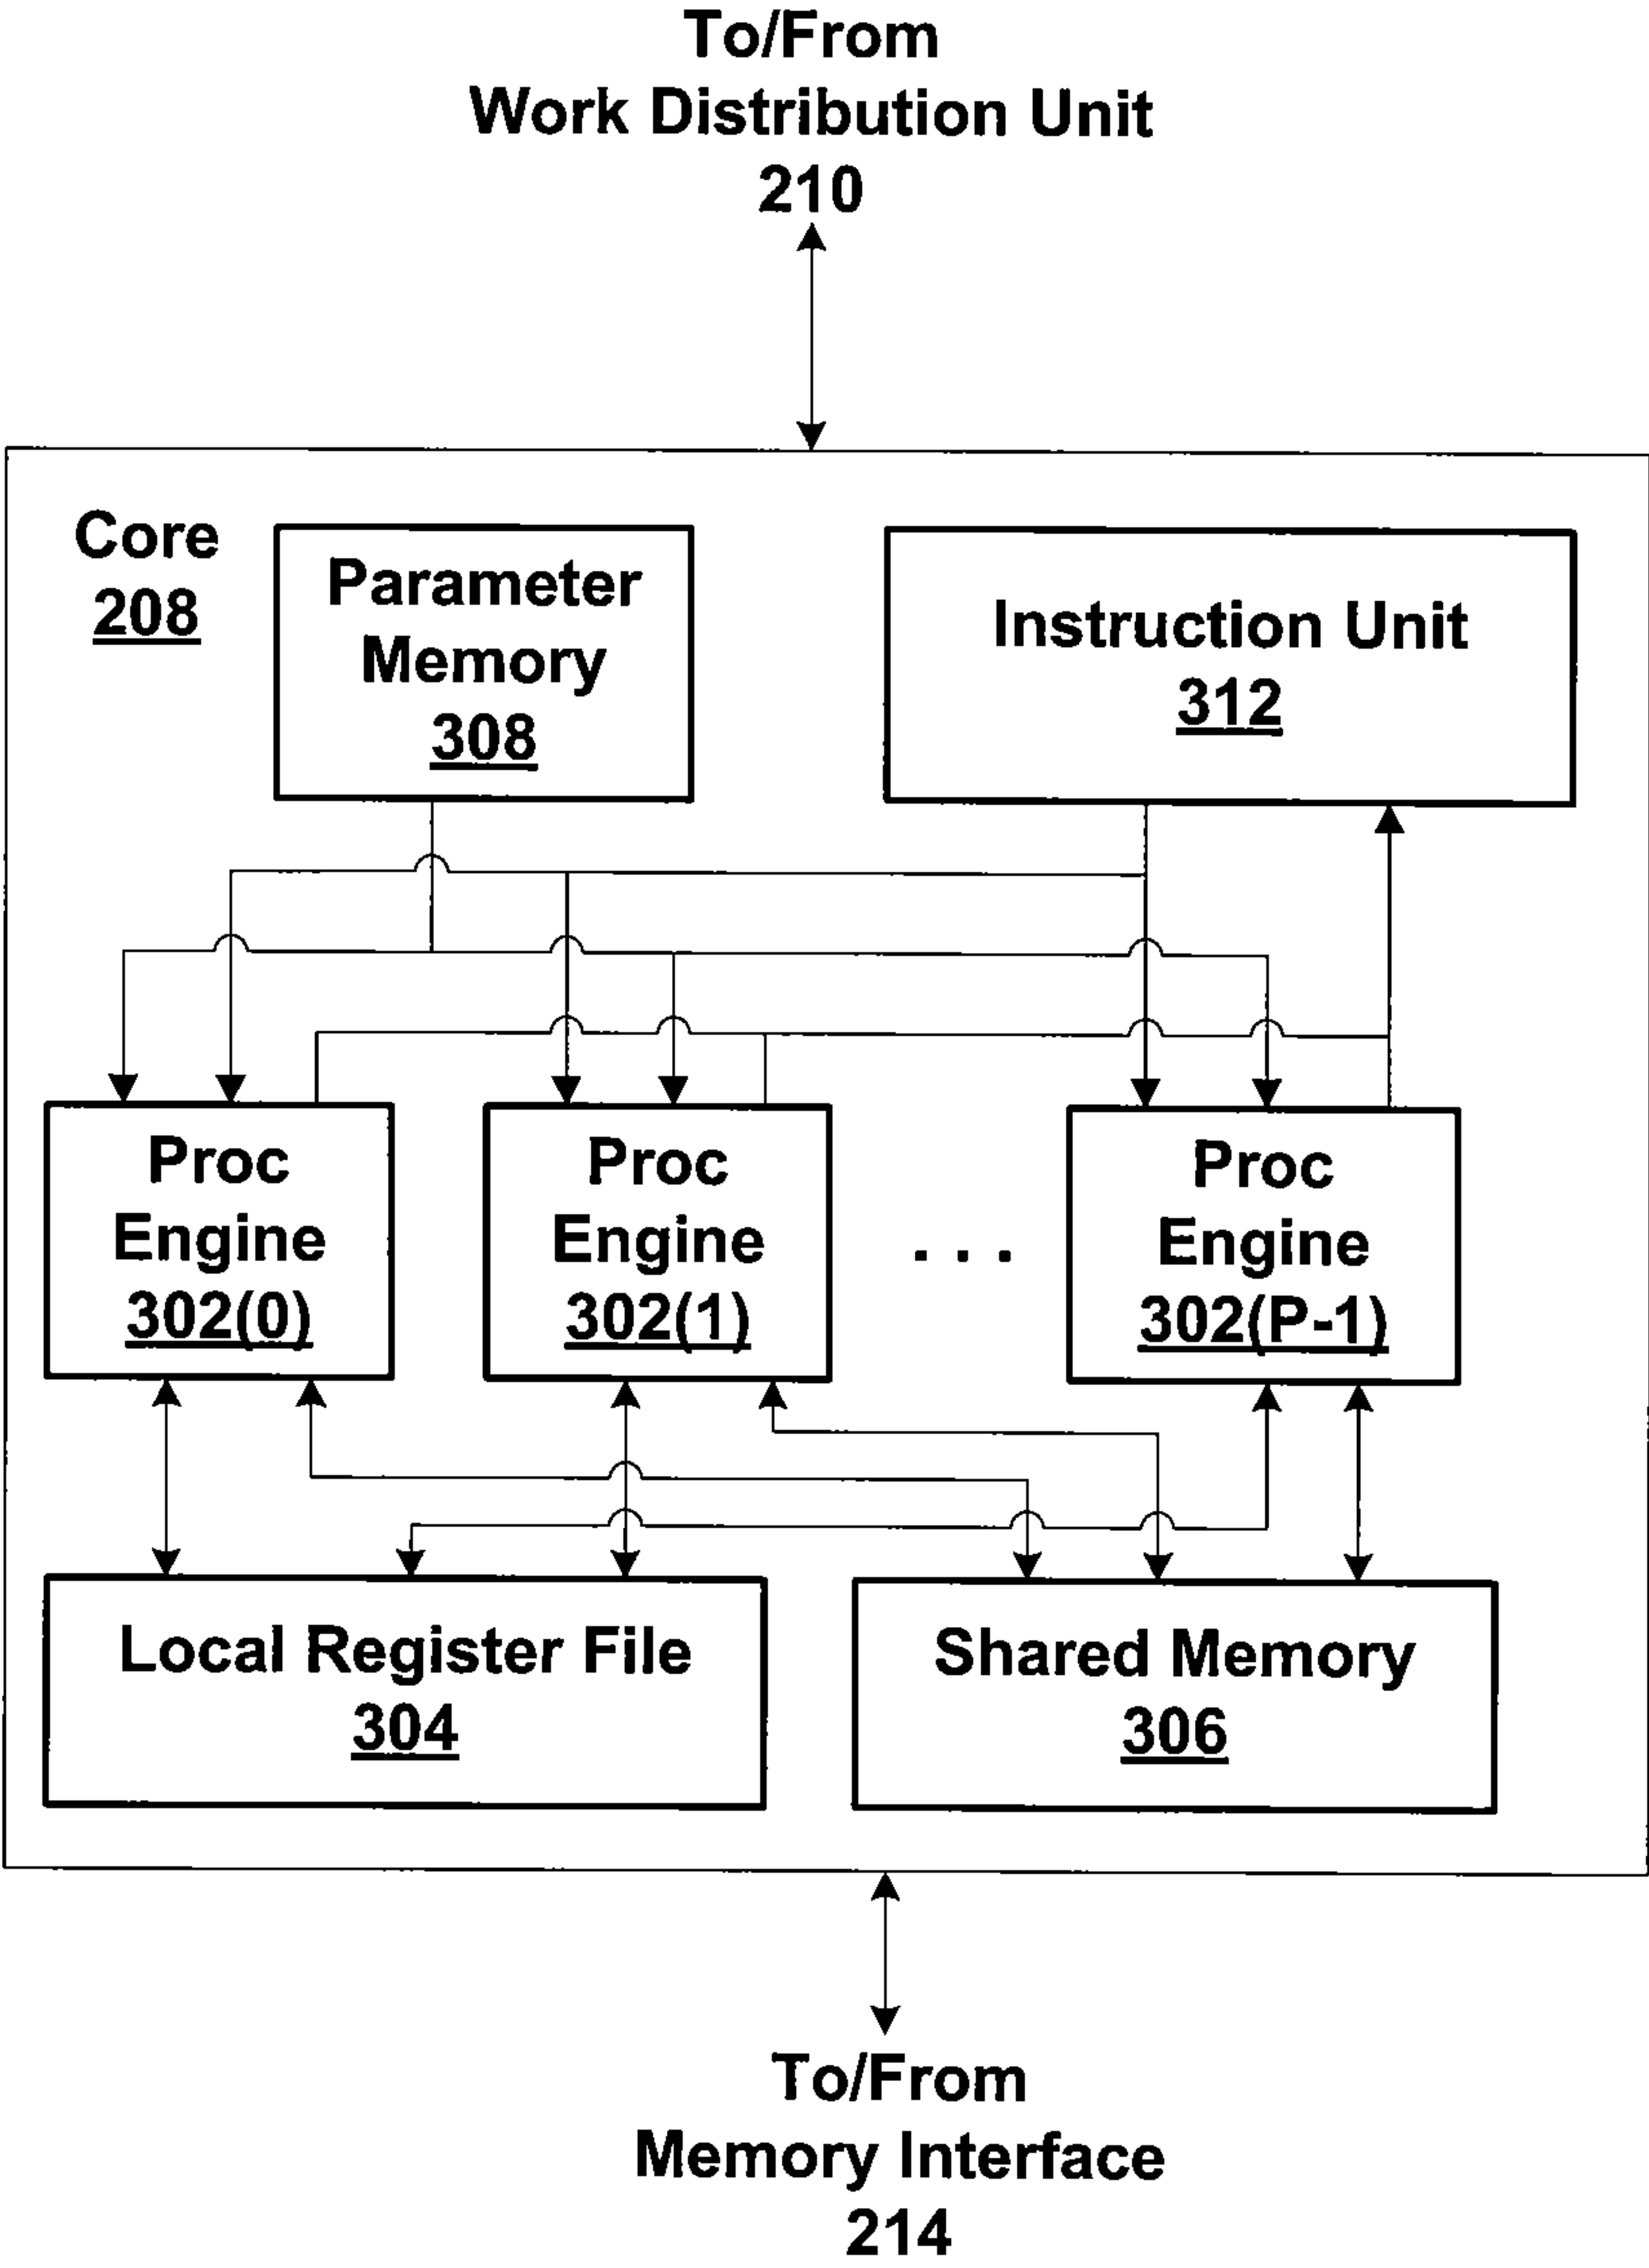 To/From
Work Distribution Unit
210
Core
208
Parameter
Memory
308
Instruction Unit
312
Proc
Engine
302(0)
Proc
Engine
302(1)
. . .
Proc
Engine
302(P-1)
Local Register File
304
Shared Memory
306
To/From
Memory Interface
214